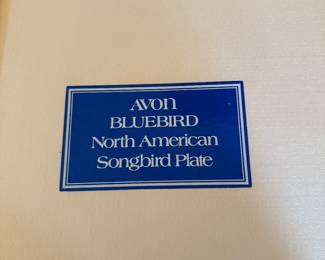 AVON
BLUEBIRD
North American
Songbird Plate